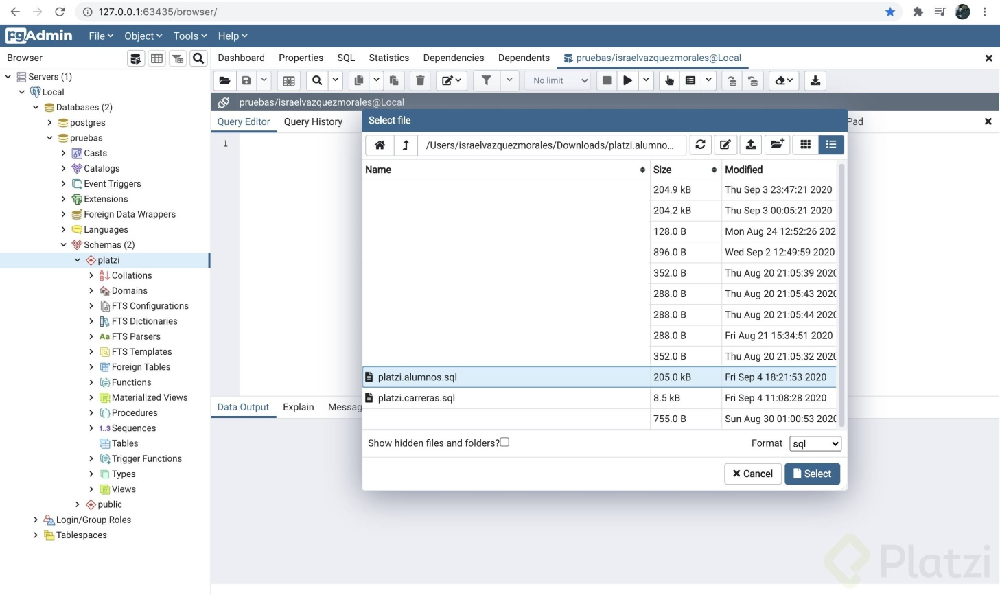 127.0.0.1:63435/browser/
pgAdmin File Object Tools Help
Browser
Dashboard Properties SQL Statistics Dependencies Dependents pruebas/israelvazquezmorales@Local
No limit
pruebas/israelvazquezmorales@Local
Query Editor Query History
Pad
1
Servers (1)
Local
Databases (2)
postgres
pruebas
Casts
Catalogs
Event Triggers
Extensions
Foreign Data Wrappers
Languages
Schemas (2)
platzi
Collations
Domains
FTS Configurations
FTS Dictionaries
Aa FTS Parsers
FTS Templates
Foreign Tables
Functions
Materialized Views
Procedures
1..3 Sequences
Tables
Trigger Functions
Types
Views
public
Login/Group Roles
Tablespaces
Select file
/Users/israelvazquezmorales/Downloads/platzi.alumno...
Name Size Modified
204.9 kB Thu Sep 3 23:47:21 2020
204.2 kB Thu Sep 3 00:05:21 2020
128.0 B Mon Aug 24 12:52:26 202
896.0 B Wed Sep 2 12:49:59 2020
352.0 B Thu Aug 20 21:05:39 2020
288.0 B Thu Aug 20 21:05:43 2020
288.0 B Thu Aug 20 21:05:44 2020
288.0 B Fri Aug 21 15:34:51 2020
352.0 B Thu Aug 20 21:05:32 2020
platzi.alumnos.sql 205.0 kB Fri Sep 4 18:21:53 2020
platzi.carreras.sql 8.5 kB Fri Sep 4 11:08:28 2020
755.0 B Sun Aug 30 01:00:53 2020
Show hidden files and folders?
Format sql
Cancel Select
Data Output Explain Messag
Platzi